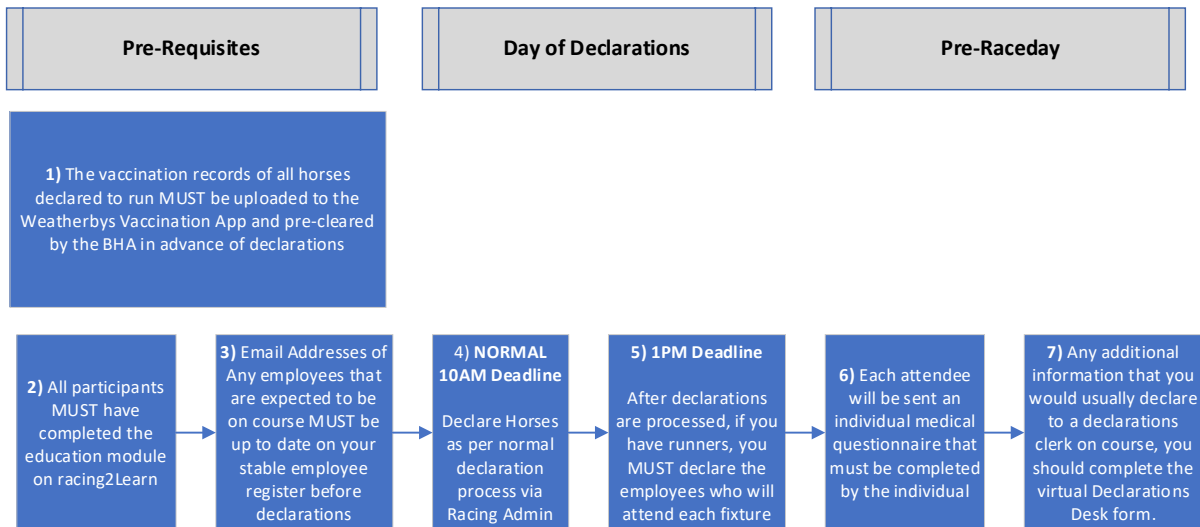 Pre-Requisites
Day of Declarations
Pre-Raceday
1) The vaccination records of all horses
declared to run MUST be uploaded to the
Weatherbys Vaccination App and pre-cleared
by the BHA in advance of declarations
2) All participants
MUST have
completed the
education module
on racing2Learn
3) Email Addresses of
Any employees that
are expected to be
on course MUST be
up to date on your
stable employee
register before
declarations
4) NORMAL
10AM Deadline
Declare Horses
as per normal
declaration
process via
Racing Admin
5) 1PM Deadline
After declarations
are processed, if you
have runners, you
MUST declare the
employees who will
attend each fixture
6) Each attendee
will be sent an
individual medical
questionnaire that
must be completed
by the individual
7) Any additional
information that you
would usually declare
to a declarations
clerk on course, you
should complete the
virtual Declarations
Desk form.